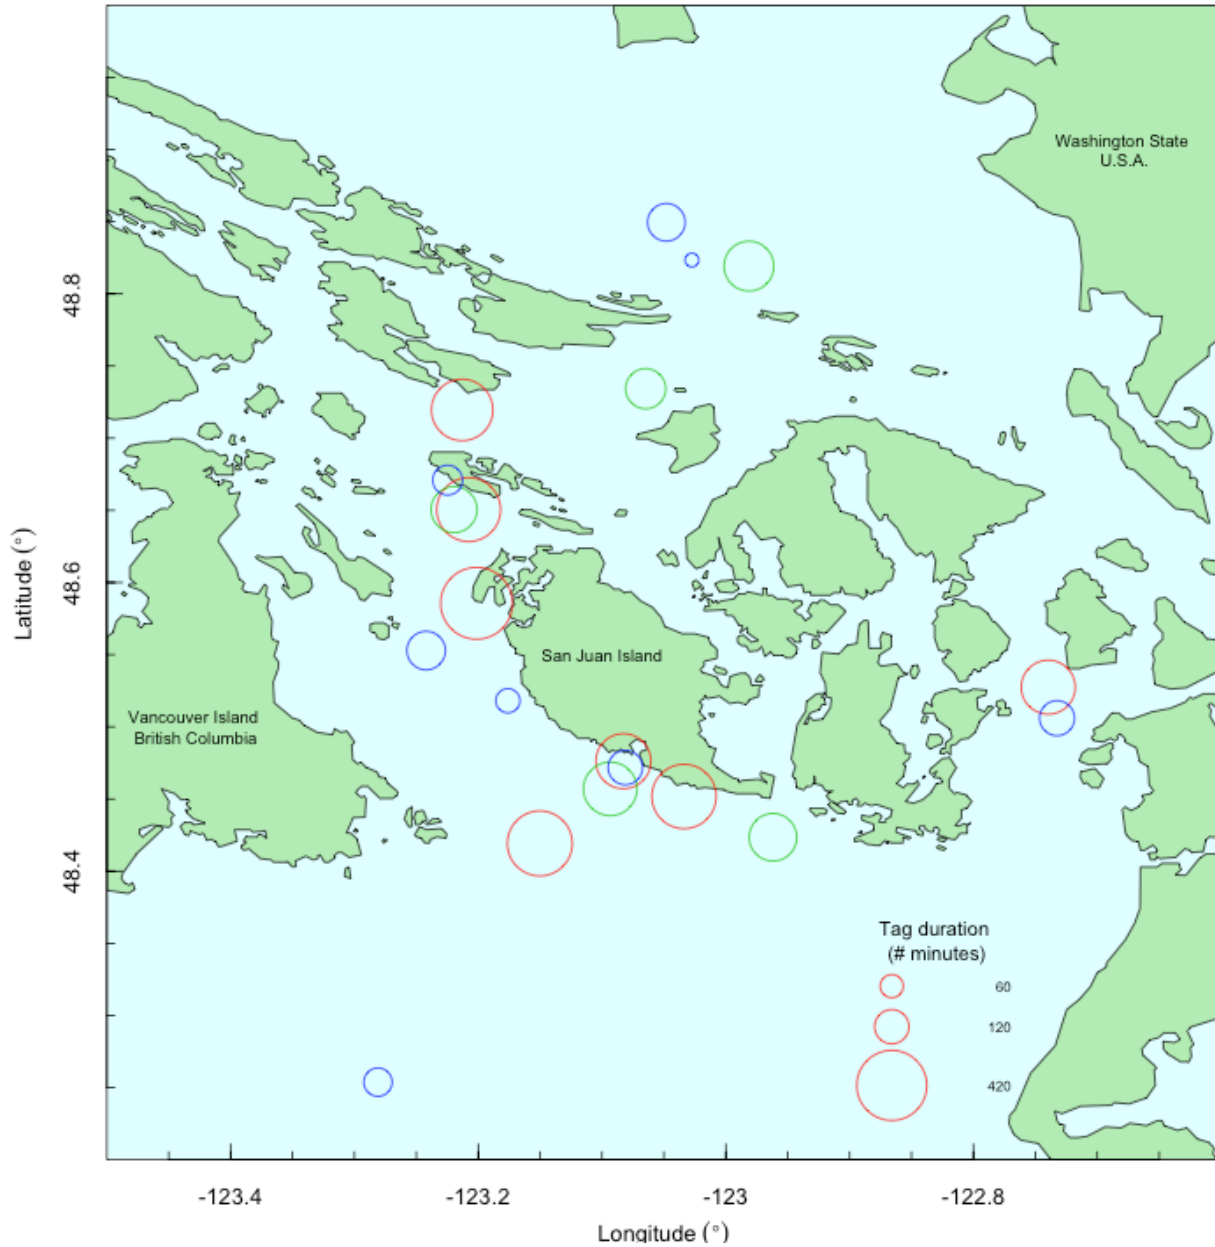 Washington State
U.S.A.
48.8
48.6
48.4
Latitude (°)
San Juan Island
Vancouver Island
British Columbia
Tag duration
(# minutes)
60
120
420
-123.4
-123.2
-123
-122.8
Longitude (°)